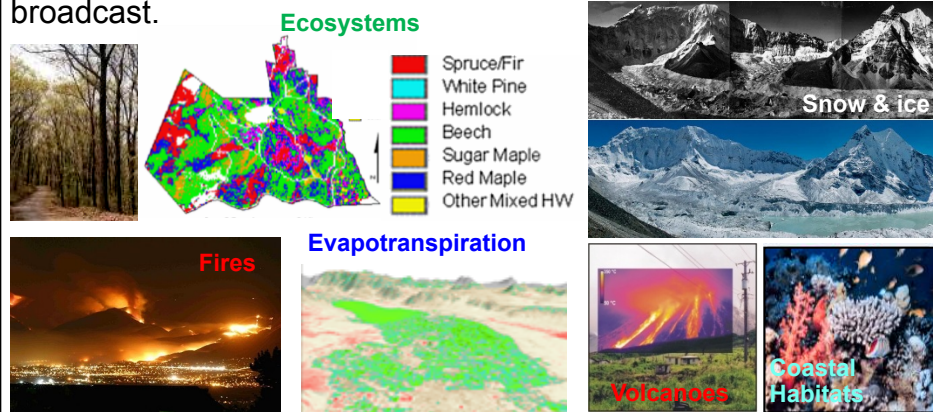 broadcast.
Ecosystems
Spruce/Fir
White Pine
Hemlock
Beech
Sugar Maple
Red Maple
Other Mixed HW
Snow & ice
Fires
Evapotranspiration
Volcanoes
Coastal
Habitats